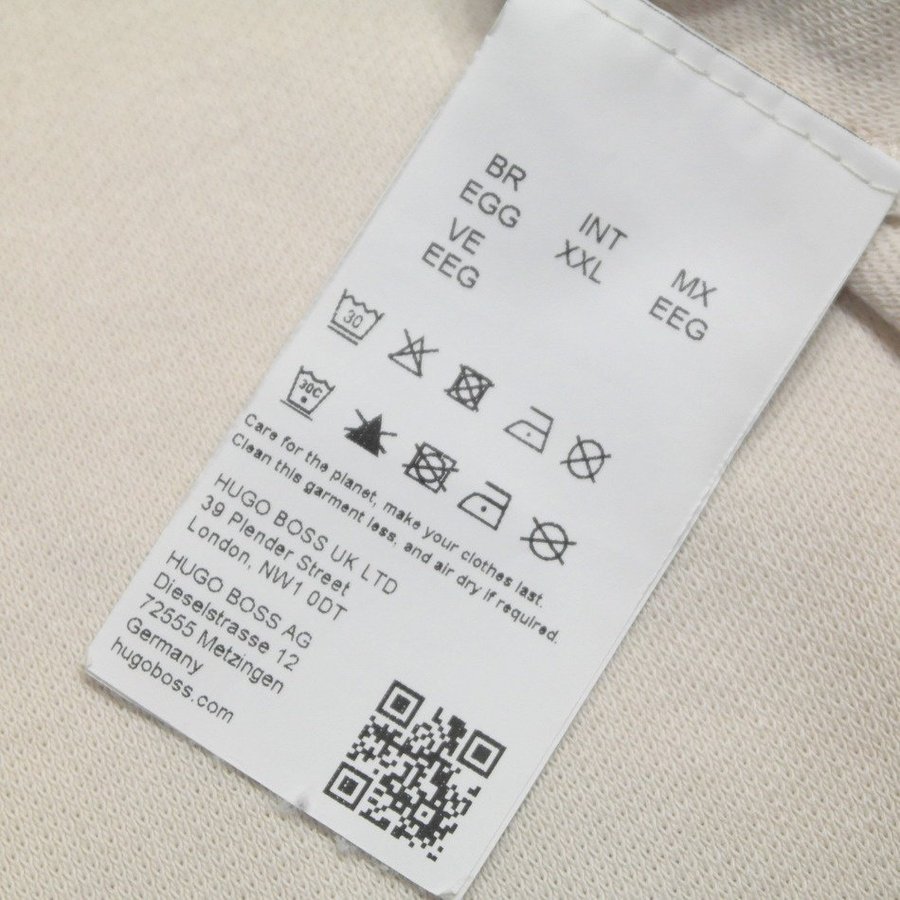 BR
EGG
VE
EEG
INT
XXL
MX
EEG
30
30C
Care for the planet, make your clothes last.
Clean this garment less, and air dry if required.
HUGO BOSS UK LTD
39 Plender Street
London, NW1 0DT
HUGO BOSS AG
Dieselstrasse 12
72555 Metzingen
Germany
hugoboss.com